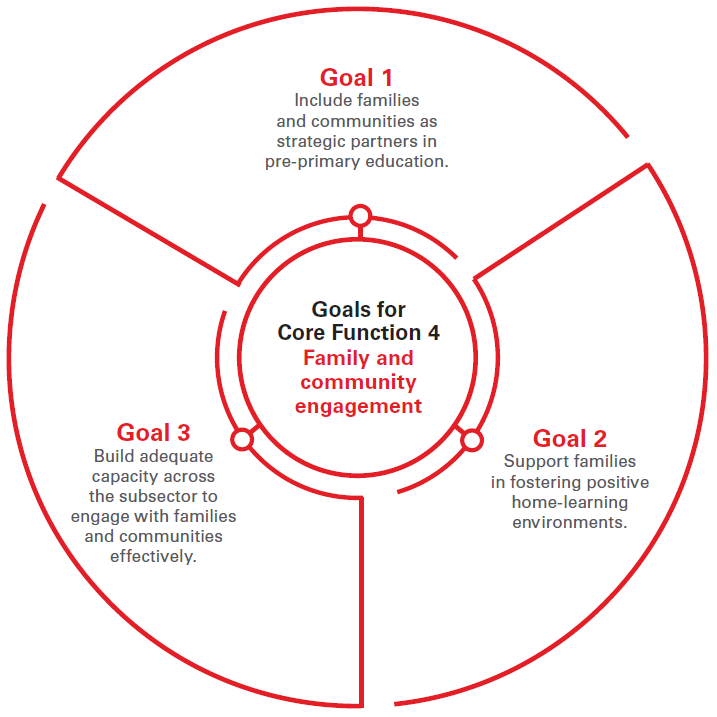 Goal 1
Include families
and communities as
strategic partners in
pre-primary education.
Goals for
Core Function 4
Family and
community
engagement
Goal 2
Support families
in fostering positive
home-learning
environments.
Goal 3
Build adequate
capacity across
the subsector to
engage with families
and communities
effectively.